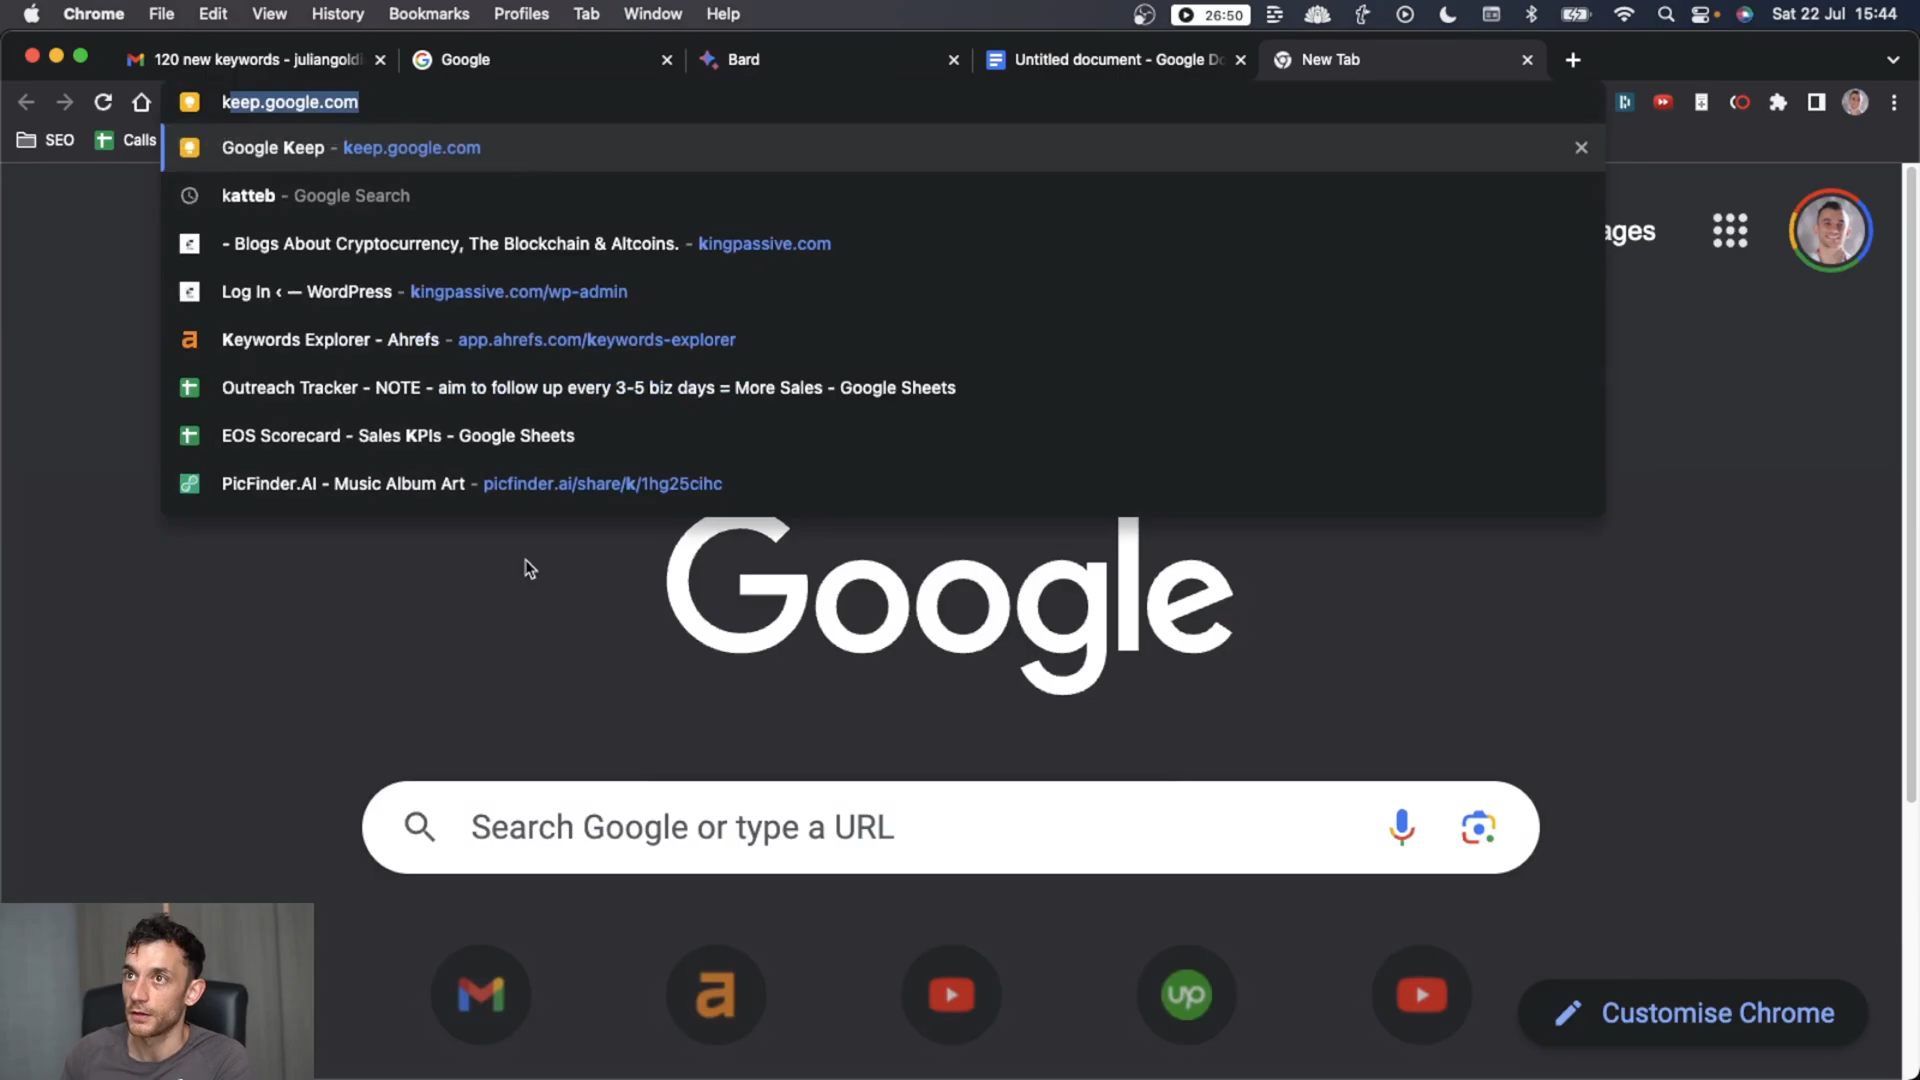 Chrome File Edit View History Bookmarks Profiles Tab Window Help 26:50 Sat 22 Jul 15:44
120 new keywords - juliangoldi Google Bard Untitled document - Google Do New Tab
keep.google.com
SEO Calls
Google Keep - keep.google.com
katteb - Google Search
- Blogs About Cryptocurrency, The Blockchain & Altcoins. - kingpassive.com
Log In ‹ — WordPress - kingpassive.com/wp-admin
ages
Keywords Explorer - Ahrefs - app.ahrefs.com/keywords-explorer
Outreach Tracker - NOTE - aim to follow up every 3-5 biz days = More Sales - Google Sheets
EOS Scorecard - Sales KPIs - Google Sheets
PicFinder.AI - Music Album Art - picfinder.ai/share/k/1hg25cihc
Google
Search Google or type a URL
a
up
Customise Chrome